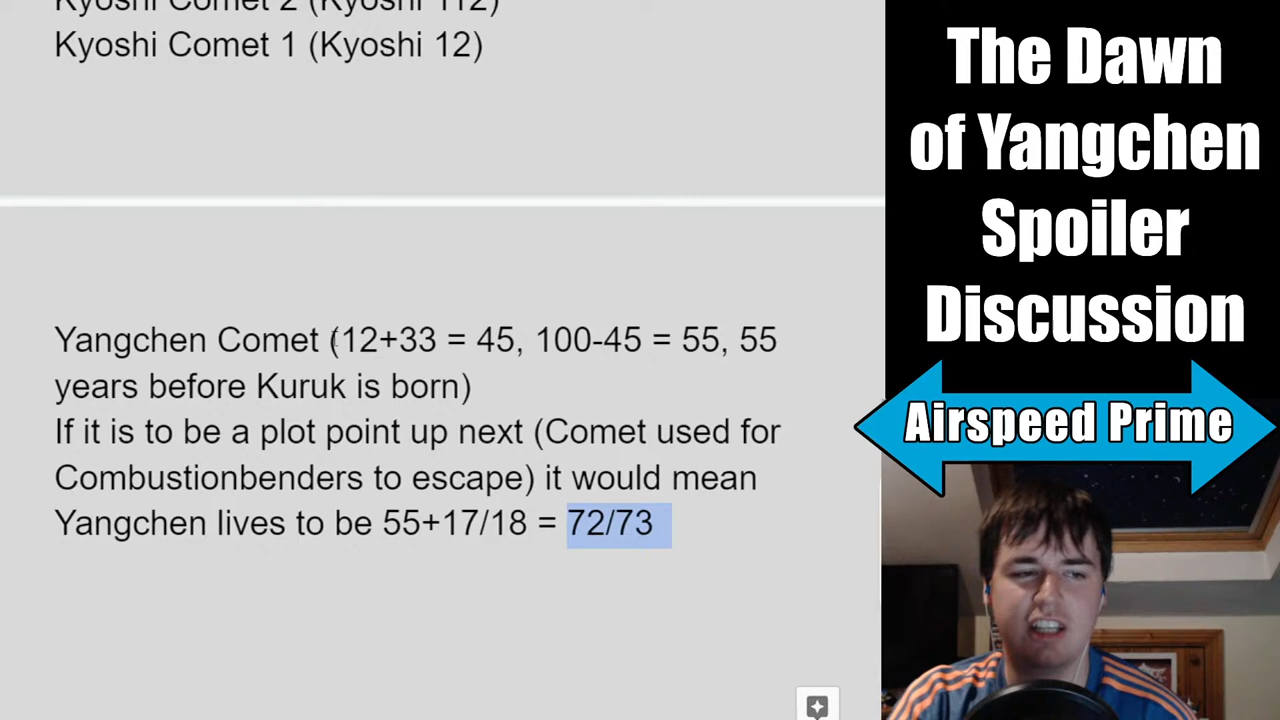 Kyoshi Comet 2 (Kyoshi 112)
Kyoshi Comet 1 (Kyoshi 12)
Yangchen Comet (12+33 = 45, 100-45 = 55, 55
years before Kuruk is born)
If it is to be a plot point up next (Comet used for
Combustionbenders to escape) it would mean
Yangchen lives to be 55+17/18 = 72/73
The Dawn
of Yangchen
Spoiler
Discussion
Airspeed Prime